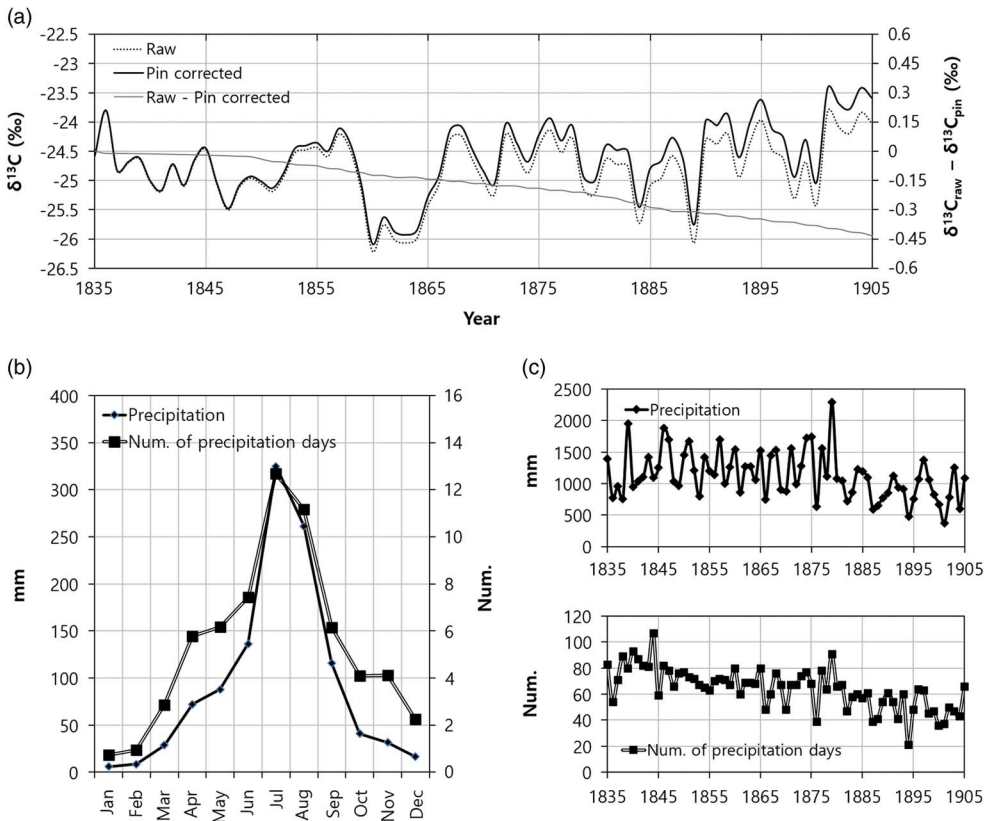 (a)
-22.5
-23
-23.5
-24
-24.5
-25
-25.5
-26
-26.5
δ¹³C (‰)
Raw
Pin corrected
Raw - Pin corrected
0.6
0.45
0.3
0.15
0
-0.15
-0.3
-0.45
-0.6
δ¹³Craw − δ¹³Cpin (‰)
1835 1845 1855 1865 1875 1885 1895 1905
Year
(b)
400
350
300
250
200
150
100
50
0
mm
Precipitation
Num. of precipitation days
16
14
12
10
8
6
4
2
0
Num.
Jan Feb Mar Apr May Jun Jul Aug Sep Oct Nov Dec
(c)
2500
2000
1500
1000
500
0
mm
Precipitation
1835 1845 1855 1865 1875 1885 1895 1905
120
100
80
60
40
20
0
Num.
Num. of precipitation days
1835 1845 1855 1865 1875 1885 1895 1905